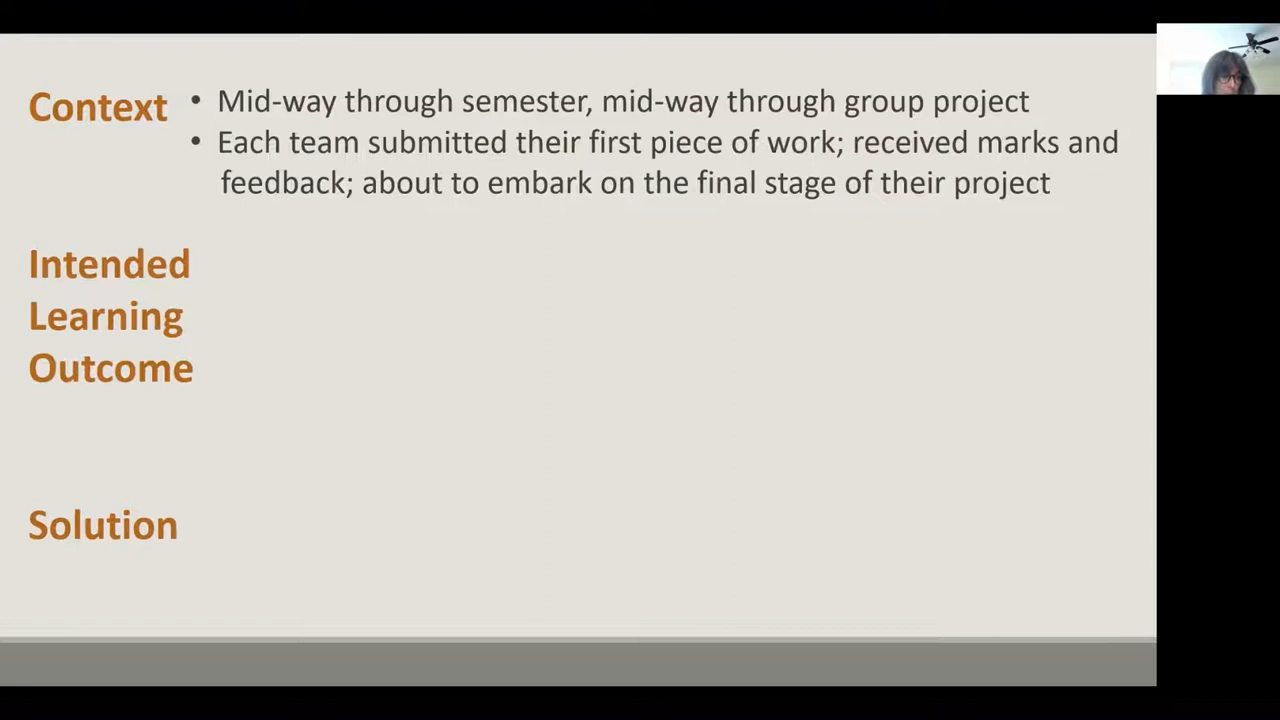 Context
• Mid-way through semester, mid-way through group project
• Each team submitted their first piece of work; received marks and
feedback; about to embark on the final stage of their project
Intended
Learning
Outcome
Solution